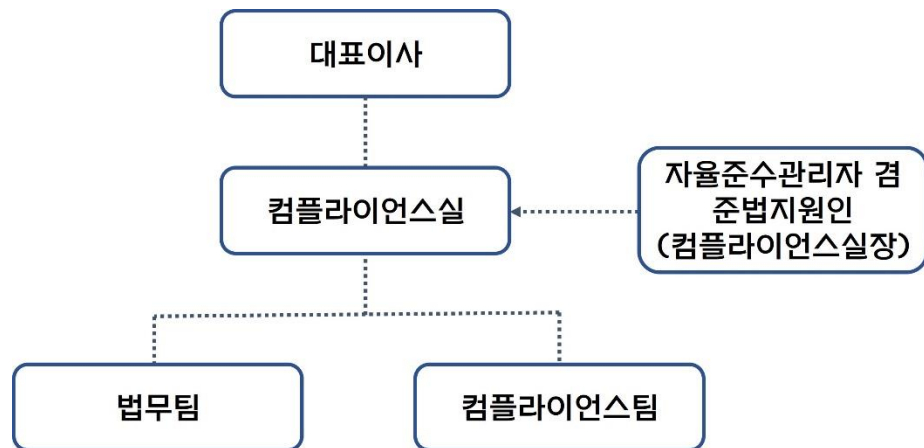 대표이사
컴플라이언스실
자율준수관리자 겸
준법지원인
(컴플라이언스실장)
법무팀
컴플라이언스팀